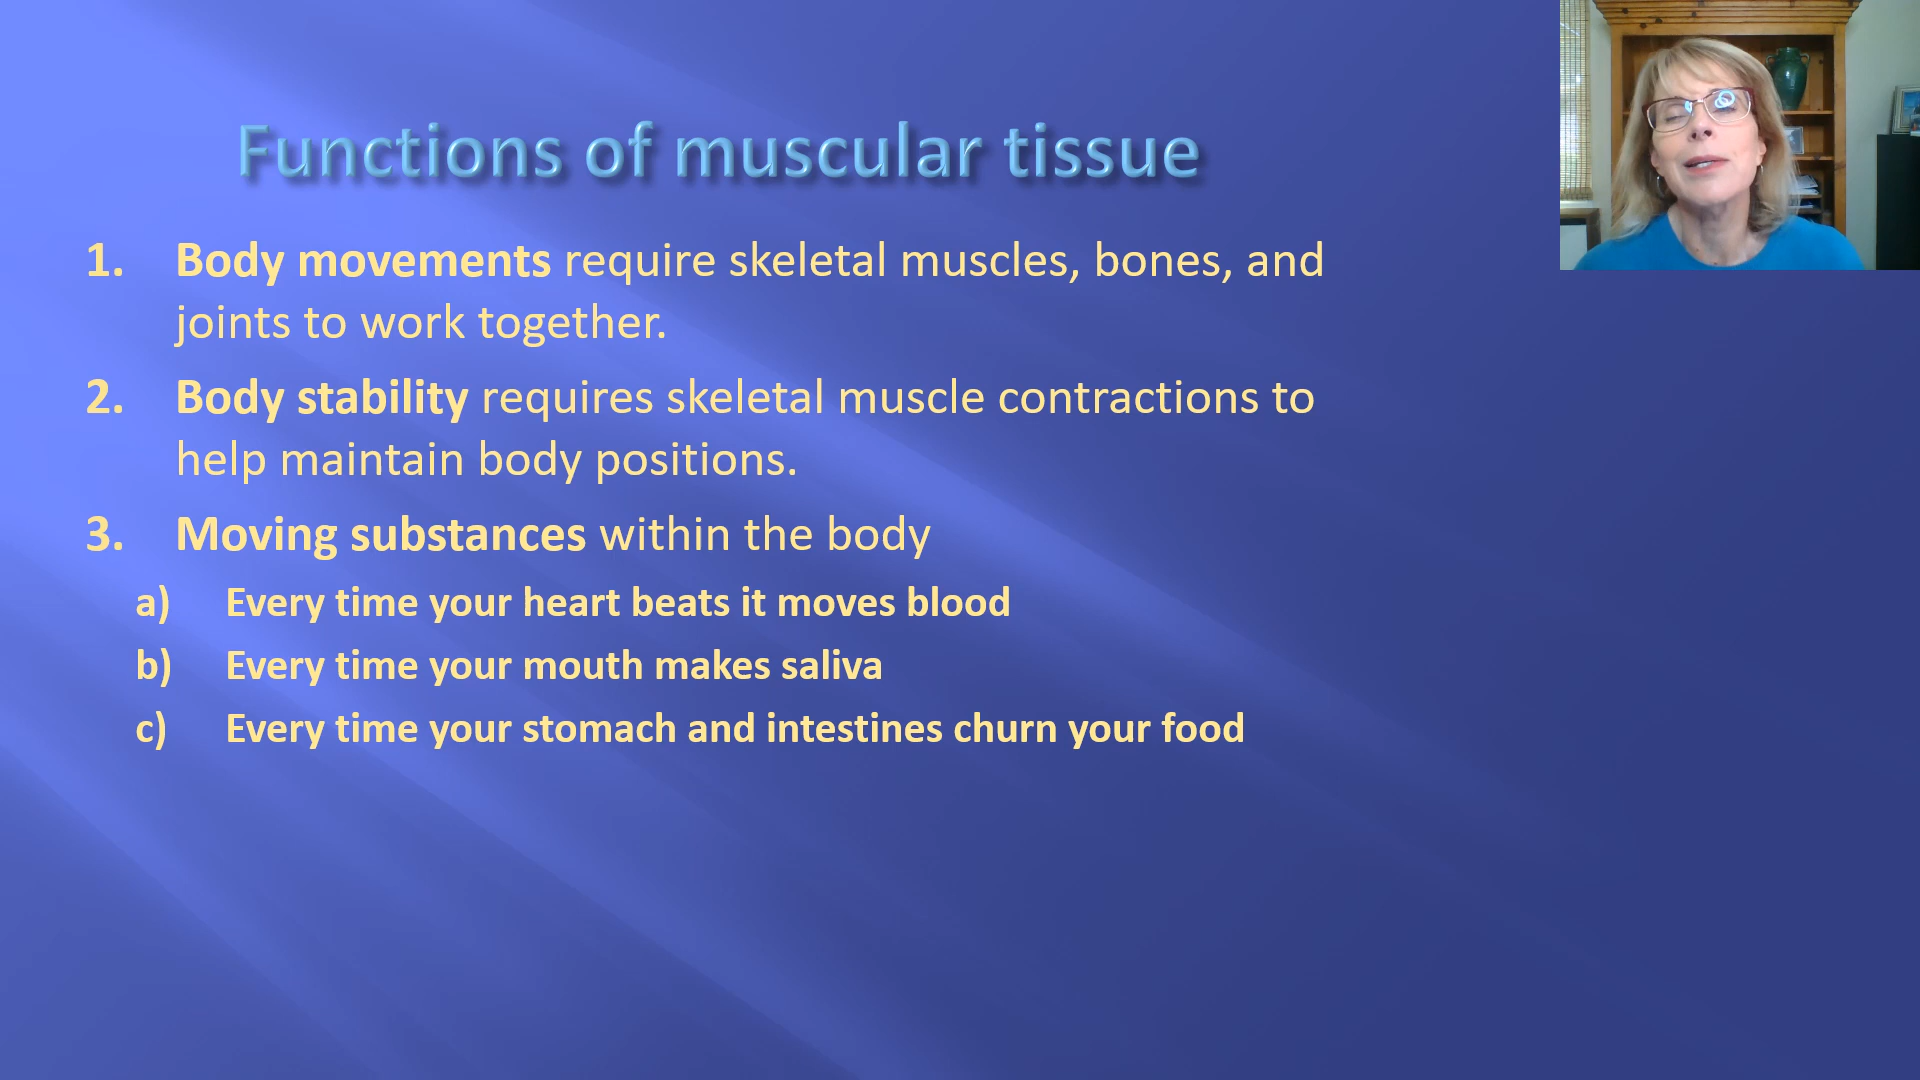 Functions of muscular tissue
1. Body movements require skeletal muscles, bones, and
joints to work together.
2. Body stability requires skeletal muscle contractions to
help maintain body positions.
3. Moving substances within the body
a) Every time your heart beats it moves blood
b) Every time your mouth makes saliva
c) Every time your stomach and intestines churn your food